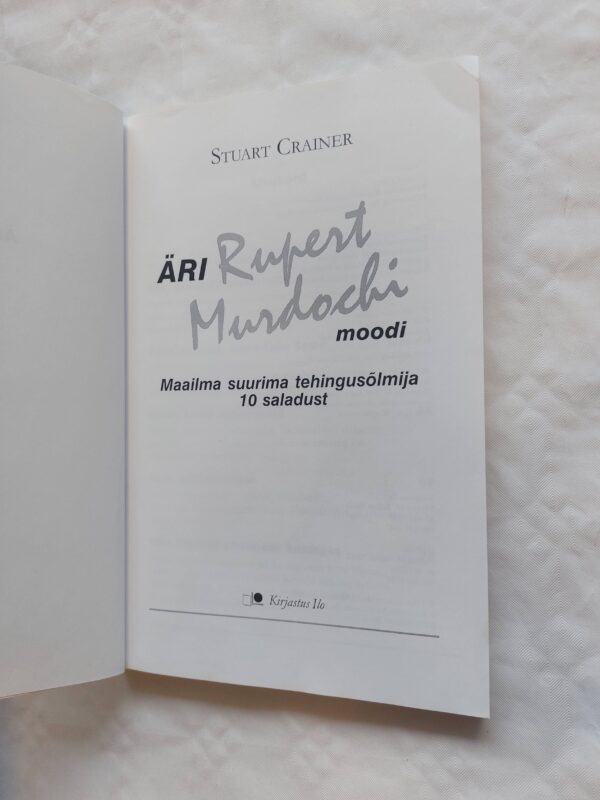 STUART CRAINER
ÄRI Rupert
Murdochi
moodi
Maailma suurima tehingusõlmija
10 saladust
Kirjastus Ilo